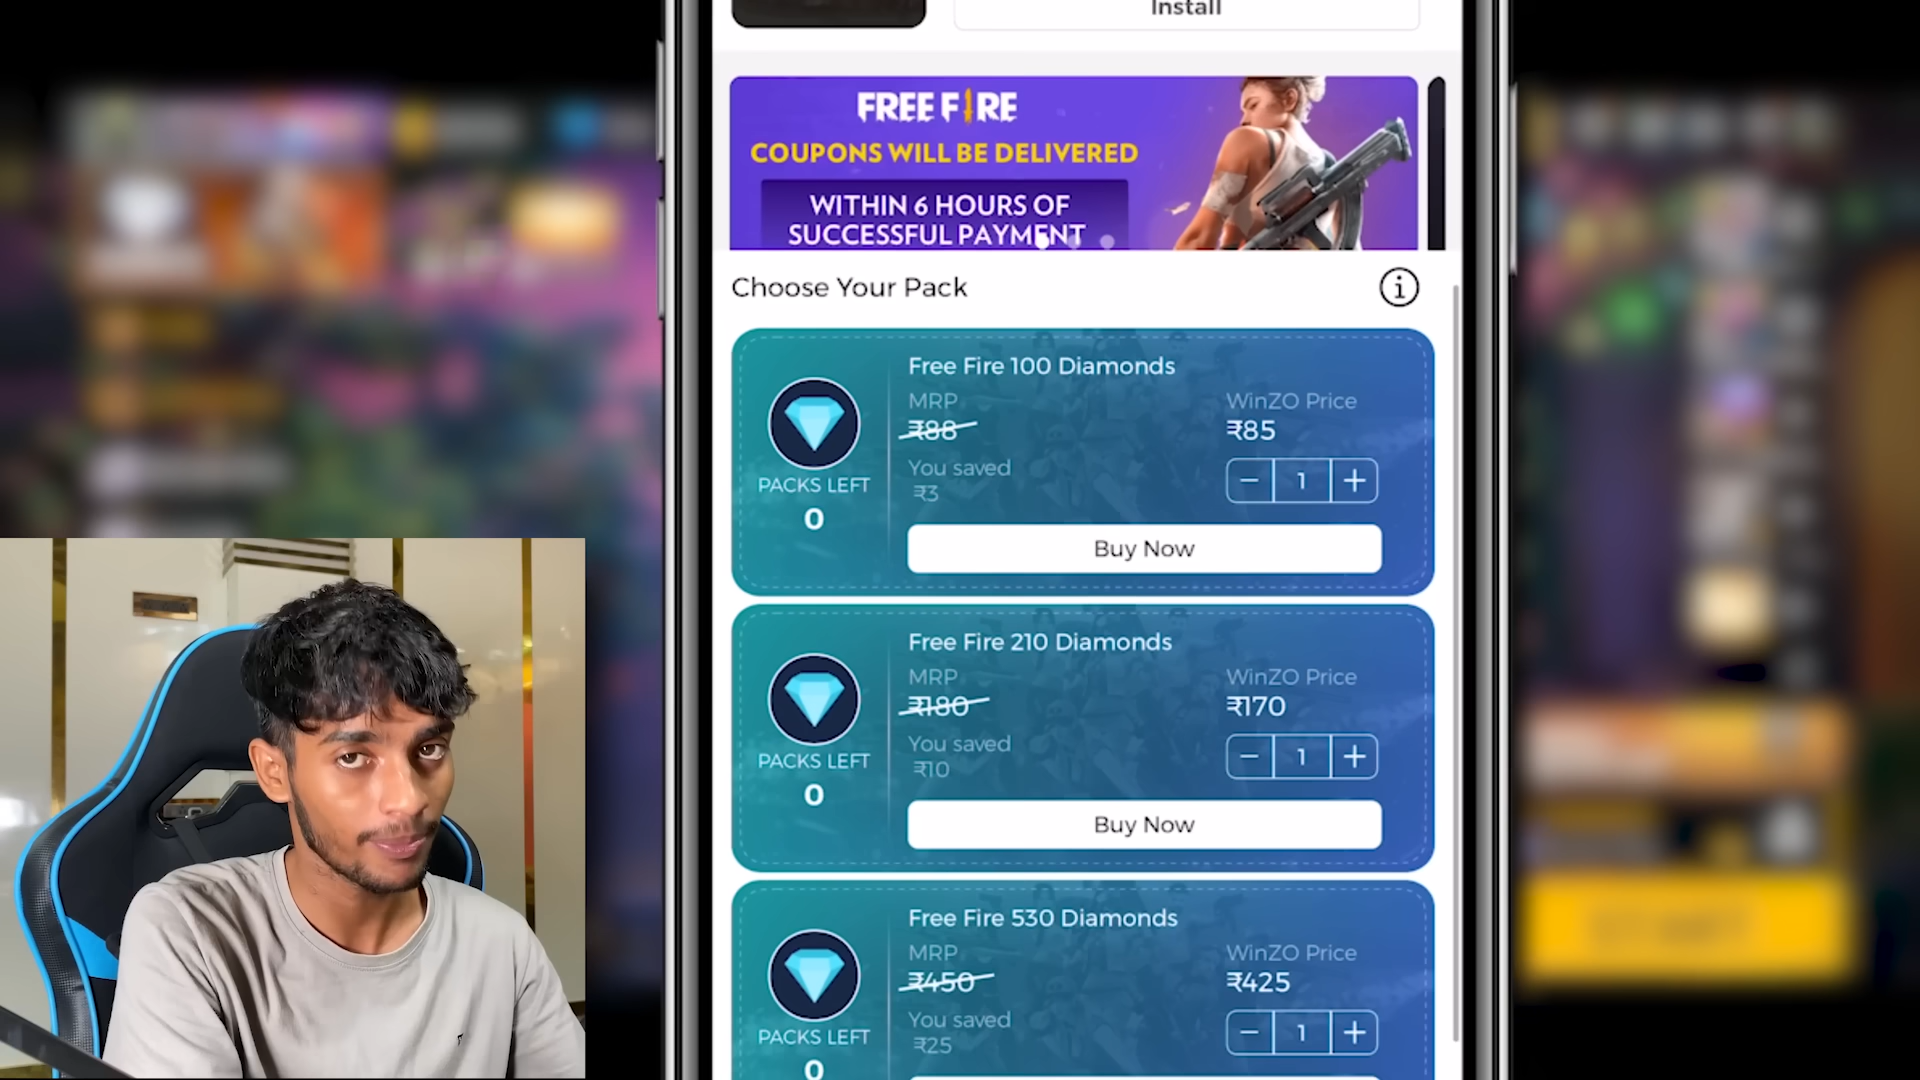 Install
FREE FIRE
COUPONS WILL BE DELIVERED
WITHIN 6 HOURS OF
SUCCESSFUL PAYMENT
Choose Your Pack
Free Fire 100 Diamonds
MRP
WinZO Price
₹88
₹85
You saved
₹3
PACKS LEFT
0
1
Buy Now
Free Fire 210 Diamonds
MRP
WinZO Price
₹180
₹170
You saved
₹10
PACKS LEFT
0
1
Buy Now
Free Fire 530 Diamonds
MRP
WinZO Price
₹450
₹425
You saved
₹25
PACKS LEFT
0
1